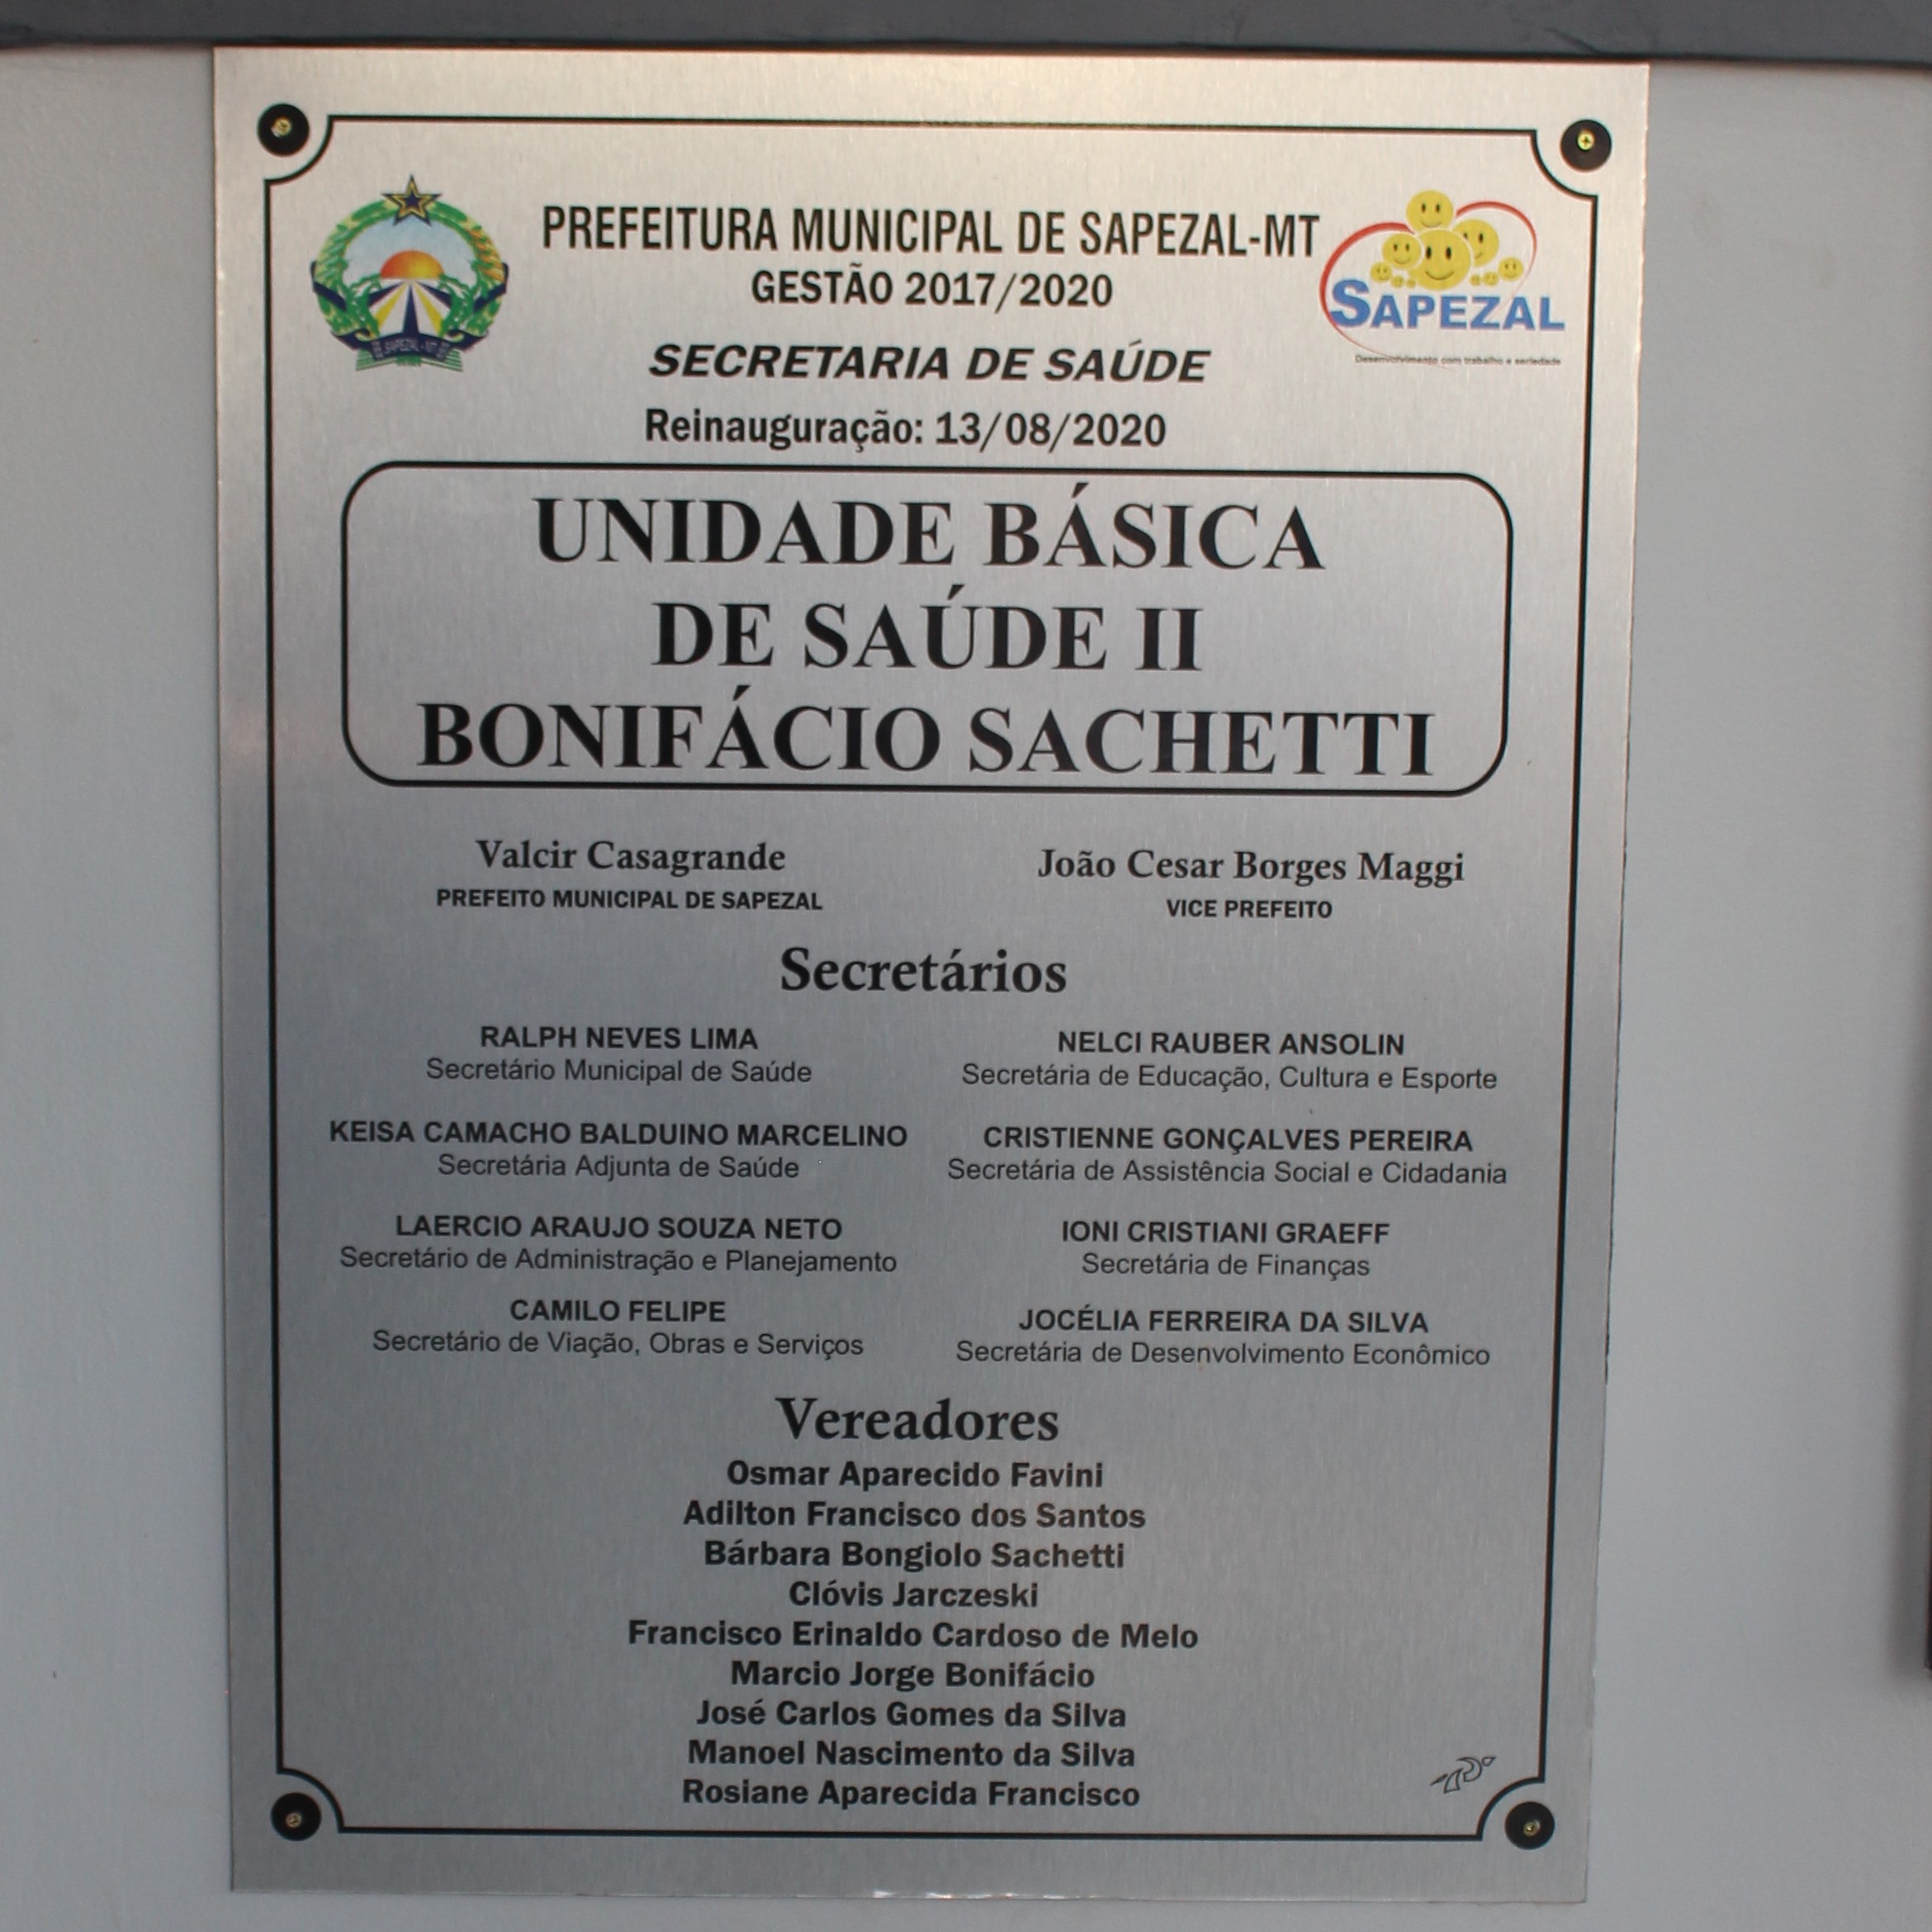 PREFEITURA MUNICIPAL DE SAPEZAL-MT
GESTÃO 2017/2020
SECRETARIA DE SAÚDE
Reinauguração: 13/08/2020
SAPEZAL - MT
SAPEZAL
Desenvolvimento com trabalho e seriedade
UNIDADE BÁSICA
DE SAÚDE II
BONIFÁCIO SACHETTI
Valcir Casagrande
PREFEITO MUNICIPAL DE SAPEZAL
João Cesar Borges Maggi
VICE PREFEITO
Secretários
RALPH NEVES LIMA
Secretário Municipal de Saúde
NELCI RAUBER ANSOLIN
Secretária de Educação, Cultura e Esporte
KEISA CAMACHO BALDUINO MARCELINO
Secretária Adjunta de Saúde
CRISTIENNE GONÇALVES PEREIRA
Secretária de Assistência Social e Cidadania
LAERCIO ARAUJO SOUZA NETO
Secretário de Administração e Planejamento
IONI CRISTIANI GRAEFF
Secretária de Finanças
CAMILO FELIPE
Secretário de Viação, Obras e Serviços
JOCÉLIA FERREIRA DA SILVA
Secretária de Desenvolvimento Econômico
Vereadores
Osmar Aparecido Favini
Adilton Francisco dos Santos
Bárbara Bongiolo Sachetti
Clóvis Jarczeski
Francisco Erinaldo Cardoso de Melo
Marcio Jorge Bonifácio
José Carlos Gomes da Silva
Manoel Nascimento da Silva
Rosiane Aparecida Francisco